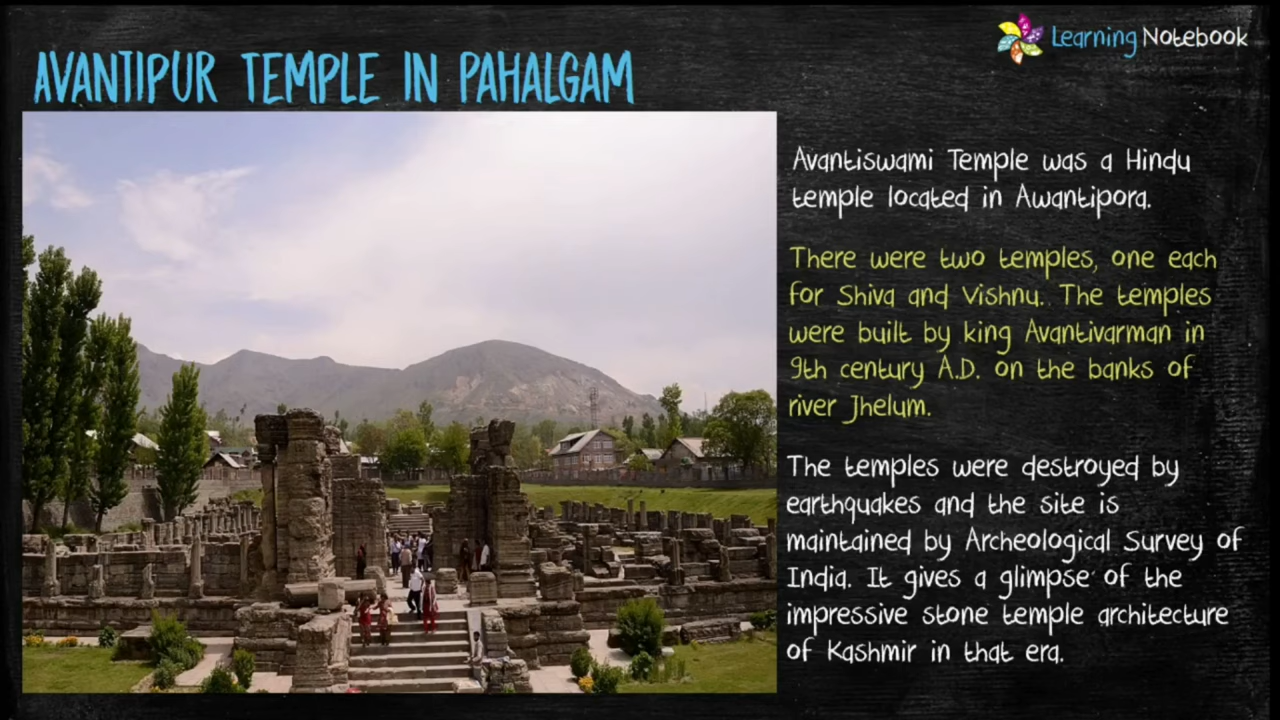 Learning Notebook
AVANTIPUR TEMPLE IN PAHALGAM
Avantiswami Temple was a Hindu
temple located in Awantipora.
There were two temples, one each
for Shiva and Vishnu. The temples
were built by king Avantivarman in
9th century A.D. on the banks of
river Jhelum.
The temples were destroyed by
earthquakes and the site is
maintained by Archeological Survey of
India. It gives a glimpse of the
impressive stone temple architecture
of Kashmir in that era.